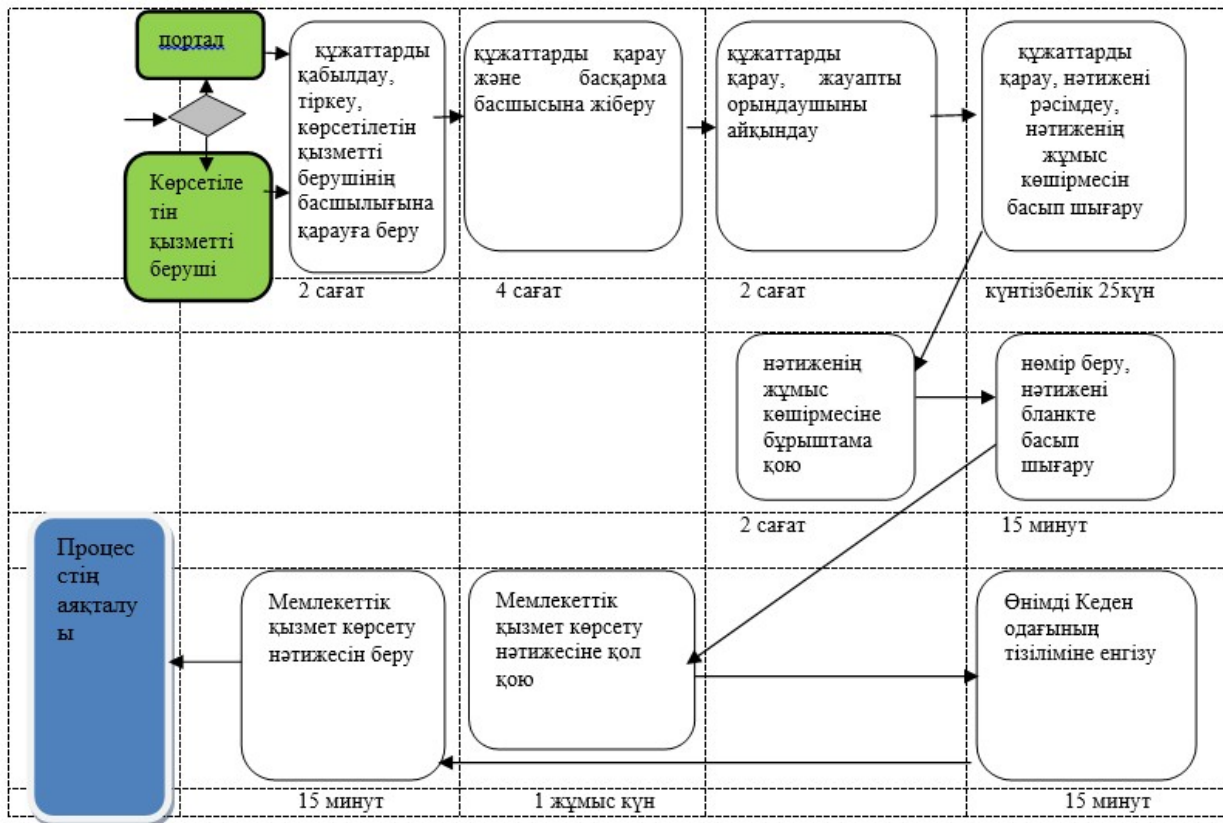 портал
Көрсетіле
тін
қызметті
беруші
құжаттарды
қабылдау,
тіркеу,
көрсетілетін
қызметті
берушінің
басшылығына
қарауға беру
құжаттарды қарау
және басқарма
басшысына жіберу
құжаттарды
қарау, жауапты
орындаушыны
айқындау
құжаттарды
қарау, нәтижені
рәсімдеу,
нәтиженің
жұмыс
көшірмесін
басып шығару
2 сағат
4 сағат
2 сағат
күнтізбелік 25күн
нәтиженің
жұмыс
көшірмесіне
бұрыштама
қою
нөмір беру,
нәтижені
бланкте
басып
шығару
2 сағат
15 минут
Процес
стің
аяқталу
ы
Мемлекеттік
қызмет көрсету
нәтижесін беру
Мемлекеттік
қызмет көрсету
нәтижесіне қол
қою
Өнімді Кеден
одағының
тізіліміне енгізу
15 минут
1 жұмыс күн
15 минут